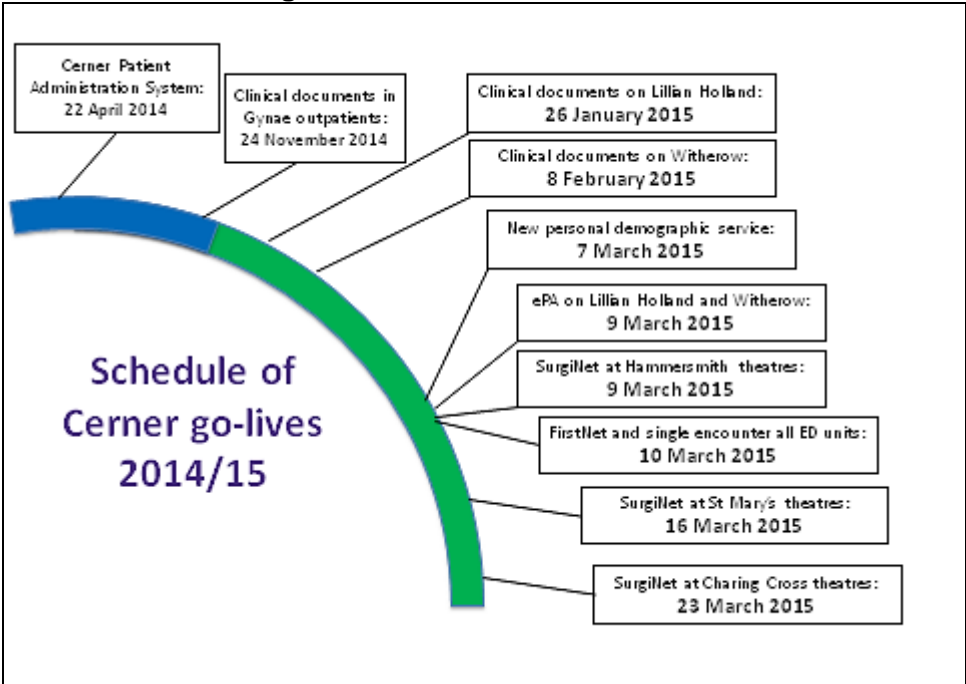 Cerner Patient
Administration System:
22 April 2014
Clinical documents in
Gynae outpatients:
24 November 2014
Clinical documents on Lillian Holland:
26 January 2015
Clinical documents on Witherow:
8 February 2015
New personal demographic service:
7 March 2015
ePA on Lillian Holland and Witherow:
9 March 2015
SurgiNet at Hammersmith theatres:
9 March 2015
FirstNet and single encounter all ED units:
10 March 2015
SurgiNet at St Mary's theatres:
16 March 2015
SurgiNet at Charing Cross theatres:
23 March 2015
Schedule of
Cerner go-lives
2014/15